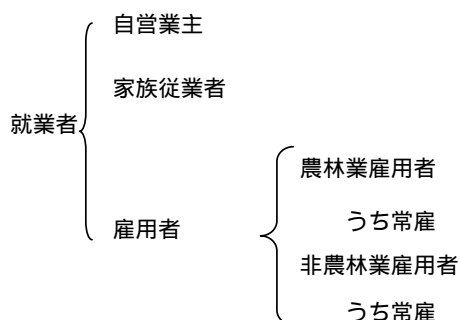 自営業主
家族従業者
就業者
農林業雇用者
うち常雇
雇用者
非農林業雇用者
うち常雇